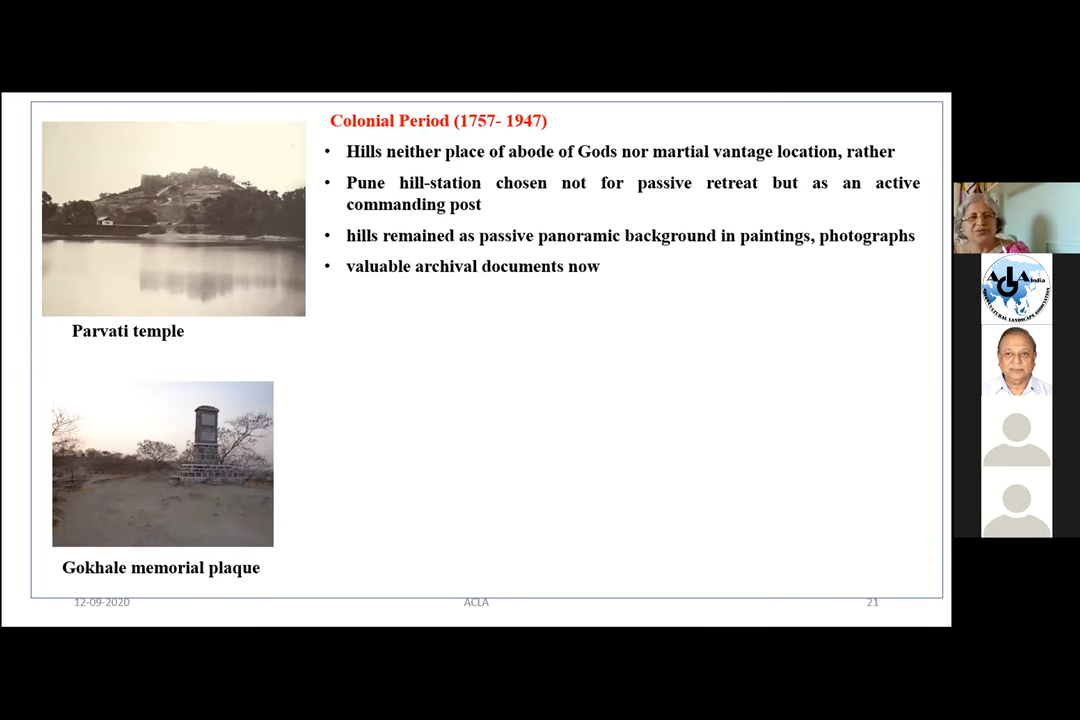 Colonial Period (1757- 1947)
• Hills neither place of abode of Gods nor martial vantage location, rather
• Pune hill-station chosen not for passive retreat but as an active
commanding post
• hills remained as passive panoramic background in paintings, photographs
• valuable archival documents now
Parvati temple
Gokhale memorial plaque
12-09-2020
ACLA
21
ACLA India